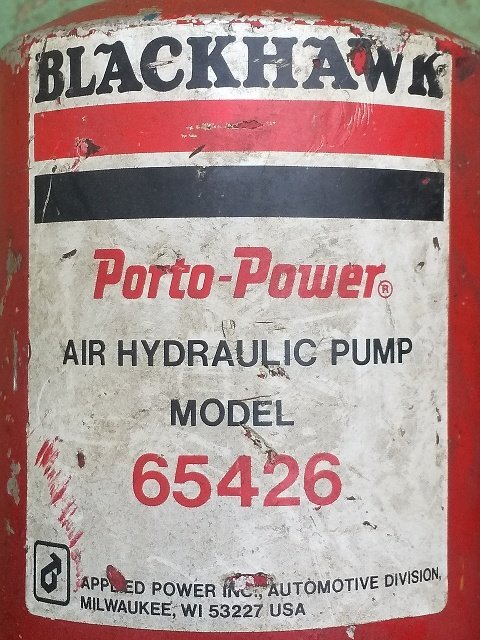 BLACKHAWK
Porto-Power®
AIR HYDRAULIC PUMP
MODEL
65426
APPLIED POWER INC., AUTOMOTIVE DIVISION,
MILWAUKEE, WI 53227 USA